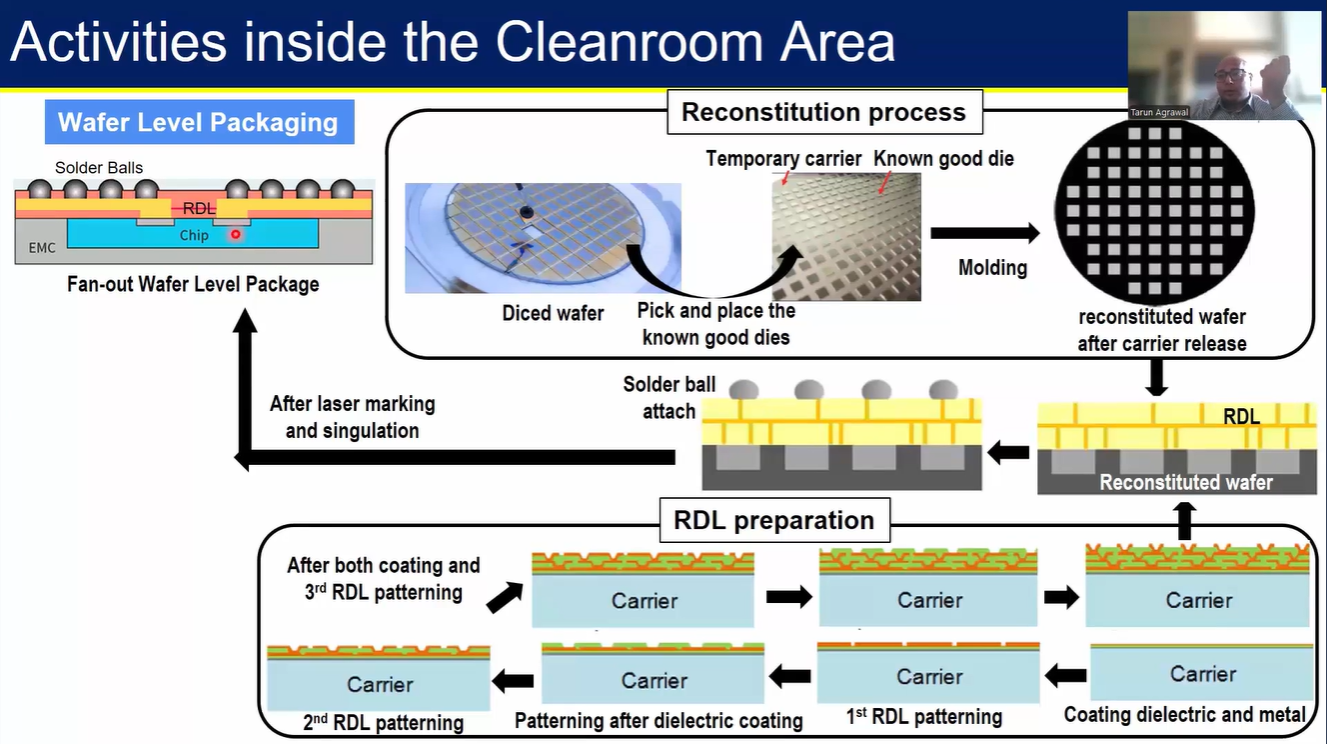 Activities inside the Cleanroom Area
Tarun Agrawal
Wafer Level Packaging
Solder Balls
RDL
Chip
EMC
Fan-out Wafer Level Package
Reconstitution process
Temporary carrier
Known good die
Diced wafer
Pick and place the
known good dies
Molding
reconstituted wafer
after carrier release
RDL
Reconstituted wafer
Solder ball
attach
After laser marking
and singulation
RDL preparation
After both coating and
3rd RDL patterning
Carrier
Carrier
Carrier
Carrier
Carrier
Carrier
Carrier
2nd RDL patterning
Patterning after dielectric coating
1st RDL patterning
Coating dielectric and metal